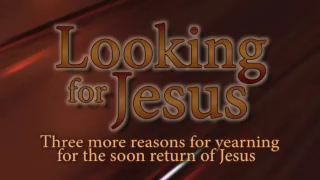 Looking
for Jesus
Three more reasons for yearning
for the soon return of Jesus